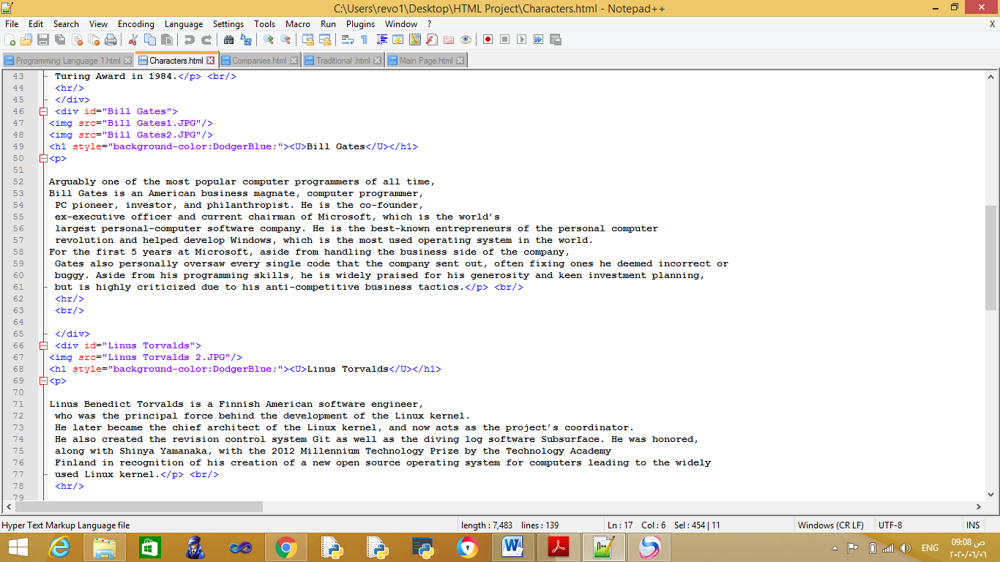 C:\Users\revo1\Desktop\HTML Project\Characters.html - Notepad++
File Edit Search View Encoding Language Settings Tools Macro Run Plugins Window ? X
Programming Language 1.html Characters.html Companies.html Traditional .html Main Page.html
43 Turing Award in 1984.</p> <br/>
44 <hr/>
45 </div>
46 <div id="Bill Gates">
47 <img src="Bill Gates1.JPG"/>
48 <img src="Bill Gates2.JPG"/>
49 <h1 style="background-color:DodgerBlue;"><U>Bill Gates</U></h1>
50 <p>
51
52 Arguably one of the most popular computer programmers of all time,
53 Bill Gates is an American business magnate, computer programmer,
54 PC pioneer, investor, and philanthropist. He is the co-founder,
55 ex-executive officer and current chairman of Microsoft, which is the world’s
56 largest personal-computer software company. He is the best-known entrepreneurs of the personal computer
57 revolution and helped develop Windows, which is the most used operating system in the world.
58 For the first 5 years at Microsoft, aside from handling the business side of the company,
59 Gates also personally oversaw every single code that the company sent out, often fixing ones he deemed incorrect or
60 buggy. Aside from his programming skills, he is widely praised for his generosity and keen investment planning,
61 but is highly criticized due to his anti-competitive business tactics.</p> <br/>
62 <hr/>
63 <br/>
64
65 </div>
66 <div id="Linus Torvalds">
67 <img src="Linus Torvalds 2.JPG"/>
68 <h1 style="background-color:DodgerBlue;"><U>Linus Torvalds</U></h1>
69 <p>
70
71 Linus Benedict Torvalds is a Finnish American software engineer,
72 who was the principal force behind the development of the Linux kernel.
73 He later became the chief architect of the Linux kernel, and now acts as the project’s coordinator.
74 He also created the revision control system Git as well as the diving log software Subsurface. He was honored,
75 along with Shinya Yamanaka, with the 2012 Millennium Technology Prize by the Technology Academy
76 Finland in recognition of his creation of a new open source operating system for computers leading to the widely
77 used Linux kernel.</p> <br/>
78 <hr/>
79
Hyper Text Markup Language file length : 7,483 lines : 139 Ln : 17 Col : 6 Sel : 454 | 11 Windows (CR LF) UTF-8 INS
ENG 09:08 ص
٢٠٢٠/٠٦/٠٦